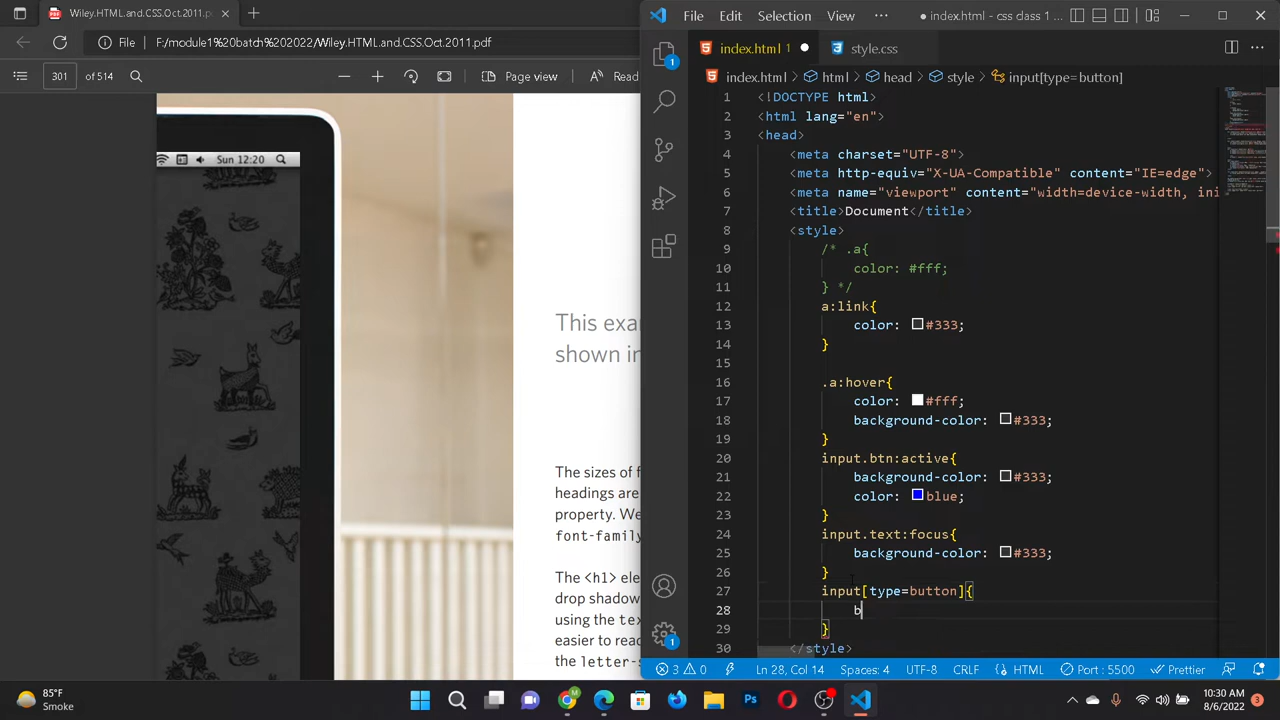 Wiley.HTML.and.CSS.Oct.2011.p
File
F:/module1%20batch%202022/Wiley.HTML.and.CSS.Oct.2011.pdf
301
of 514
Page view
Read
Sun 12:20
This exa
shown in
The sizes of f
headings are
property. We
font-family
The <h1> ele
drop shadow
using the tex
easier to read
the letter-s
File Edit Selection View ··· ● index.html - css class 1 ...
index.html 1 ●
style.css
index.html > html > head > style > input[type=button]
1 <!DOCTYPE html>
2 <html lang="en">
3 <head>
4 <meta charset="UTF-8">
5 <meta http-equiv="X-UA-Compatible" content="IE=edge">
6 <meta name="viewport" content="width=device-width, ini
7 <title>Document</title>
8 <style>
9 /* .a{
10 color: #fff;
11 } */
12 a:link{
13 color: #333;
14 }
15
16 .a:hover{
17 color: #fff;
18 background-color: #333;
19 }
20 input.btn:active{
21 background-color: #333;
22 color: blue;
23 }
24 input.text:focus{
25 background-color: #333;
26 }
27 input[type=button]{
28 b
29 }
30 </style>
1
1
3 0 Ln 28, Col 14 Spaces: 4 UTF-8 CRLF HTML Port : 5500 Prettier
85°F
Smoke
M
Ps
10:30 AM
8/6/2022
3